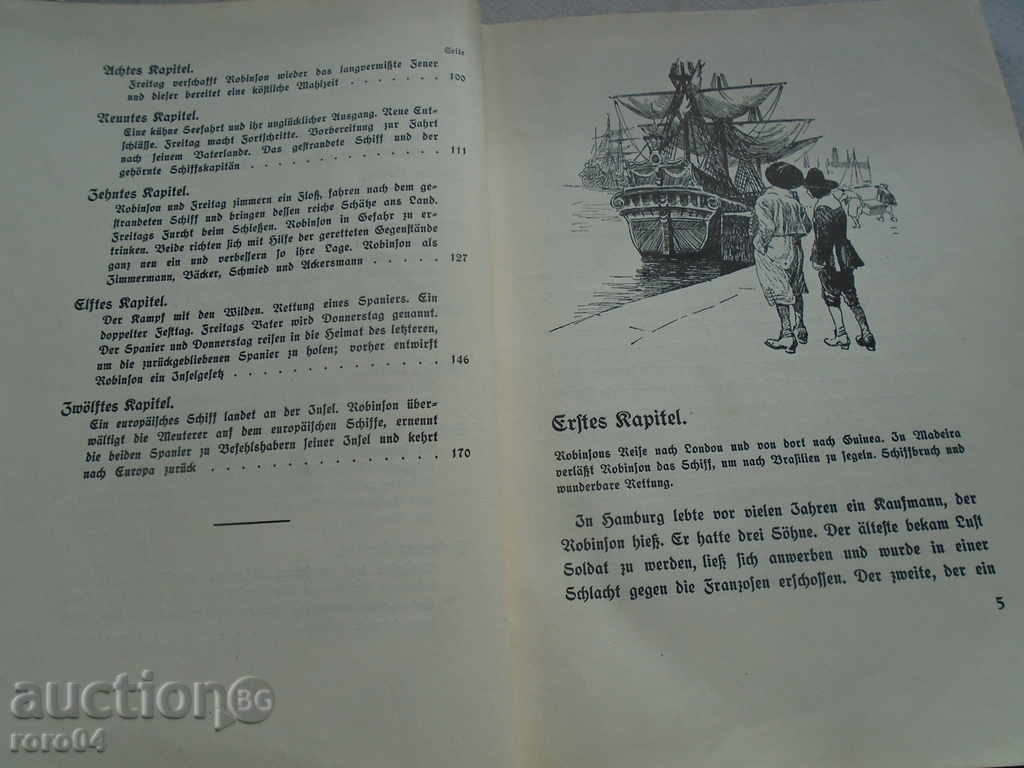 Seite
Achtes Kapitel.
Freitag verschafft Robinson wieder das langvermißte Feuer
und dieser bereitet eine köstliche Mahlzeit . . . . . . . 100
Neuntes Kapitel.
Eine kühne Seefahrt und ihr unglücklicher Ausgang. Neue Ent-
schlüsse. Freitag macht Fortschritte. Vorbereitung zur Fahrt
nach seinem Vaterlande. Das gestrandete Schiff und der
gehörnte Schiffskapitän . . . . . . . . . . . . . 111
Zehntes Kapitel.
Robinson und Freitag zimmern ein Floß, fahren nach dem ge-
strandeten Schiff und bringen dessen reiche Schätze ans Land.
Freitags Furcht beim Schießen. Robinson in Gefahr zu er-
trinken. Beide richten sich mit Hilfe der geretteten Gegenstände
ganz neu ein und verbessern so ihre Lage. Robinson als
Zimmermann, Bäcker, Schmied und Ackersmann . . . . . 127
Elftes Kapitel.
Der Kampf mit den Wilden. Rettung eines Spaniers. Ein
doppelter Festtag. Freitags Vater wird Donnerstag genannt.
Der Spanier und Donnerstag reisen in die Heimat des letzteren,
um die zurückgebliebenen Spanier zu holen; vorher entwirft
Robinson ein Inselgesetz . . . . . . . . . . . . . 146
Zwölftes Kapitel.
Ein europäisches Schiff landet an der Insel. Robinson über-
wältigt die Meuterer auf dem europäischen Schiffe, ernennt
die beiden Spanier zu Befehlshabern seiner Insel und kehrt
nach Europa zurück . . . . . . . . . . . . . . 170
Erstes Kapitel.
Robinsons Reise nach London und von dort nach Guinea. In Madeira
verläßt Robinson das Schiff, um nach Brasilien zu segeln. Schiffbruch und
wunderbare Rettung.
In Hamburg lebte vor vielen Jahren ein Kaufmann, der
Robinson hieß. Er hatte drei Söhne. Der älteste bekam Lust
Soldat zu werden, ließ sich anwerben und wurde in einer
Schlacht gegen die Franzosen erschossen. Der zweite, der ein
5
auction BG
roro04